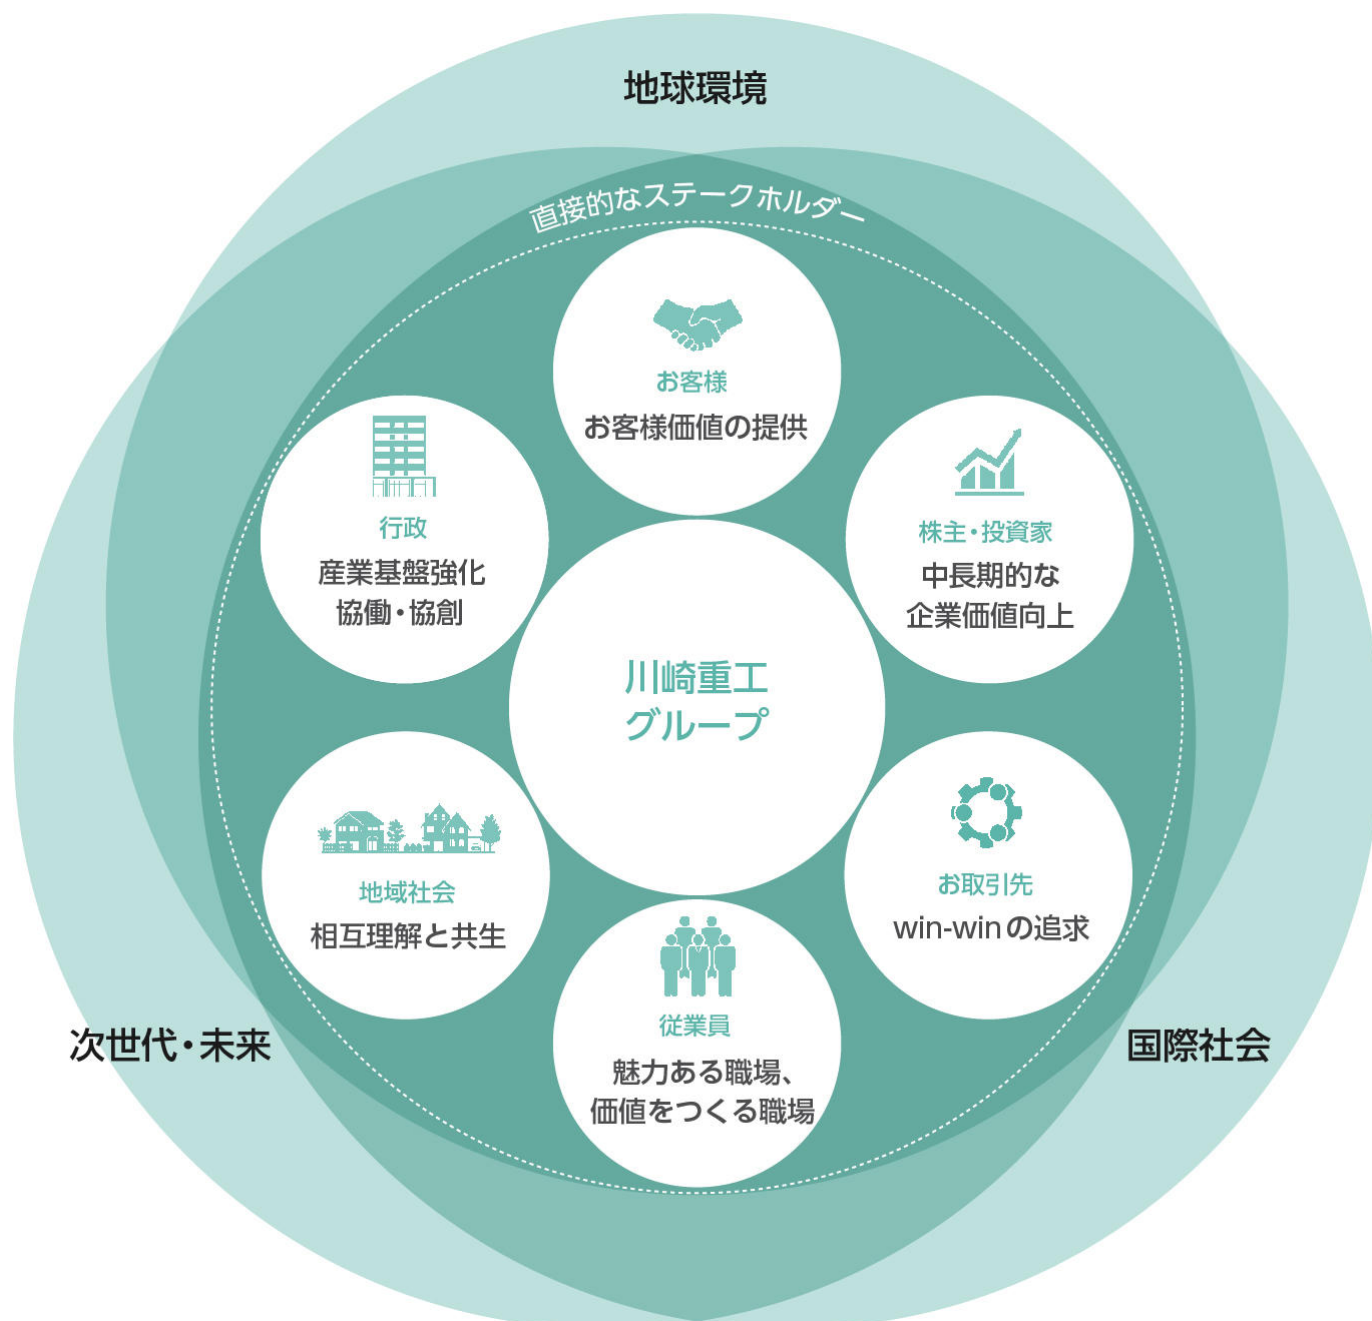 地球環境
直接的なステークホルダー
お客様
お客様価値の提供
行政
産業基盤強化
協働・協創
株主・投資家
中長期的な
企業価値向上
川崎重工
グループ
地域社会
相互理解と共生
お取引先
win-winの追求
従業員
魅力ある職場、
価値をつくる職場
次世代・未来
国際社会